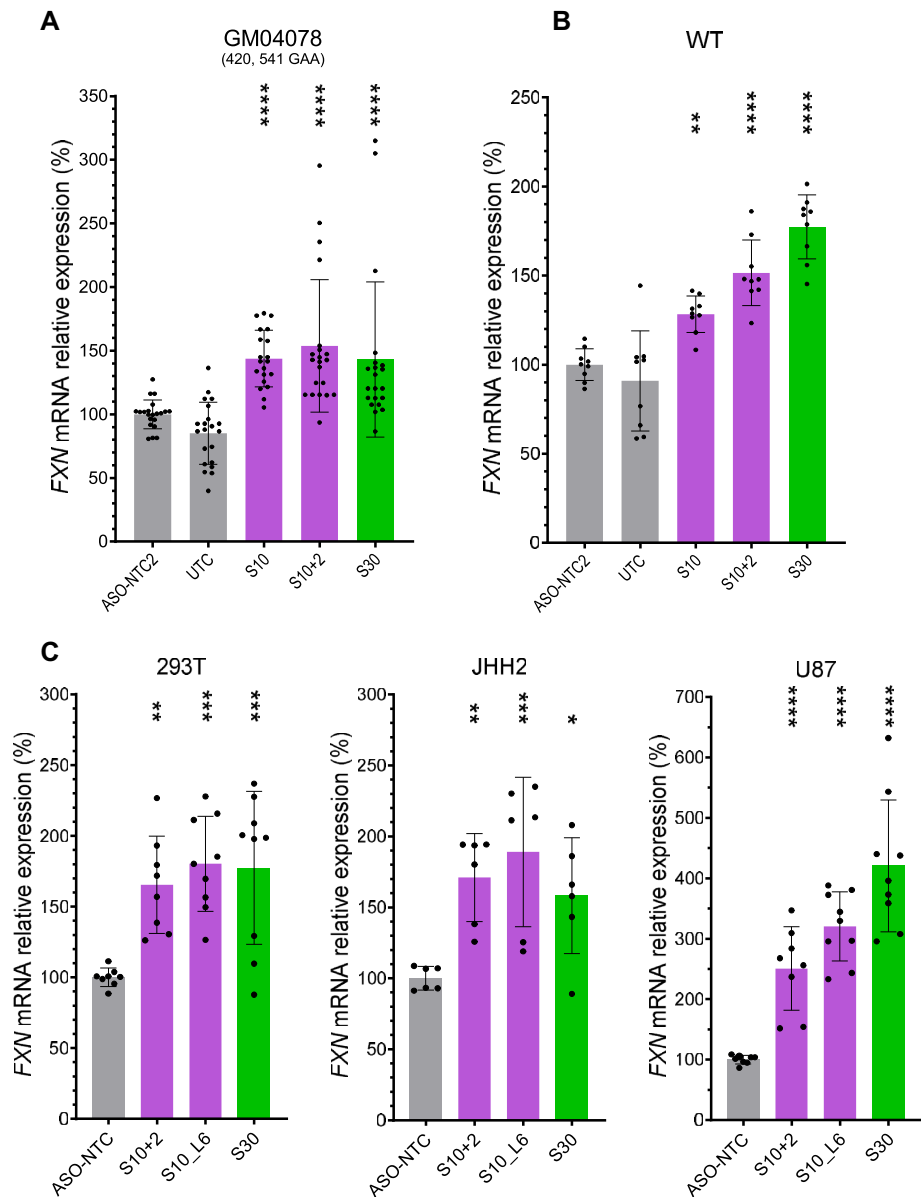 A
GM04078
(420, 541 GAA)
FXN mRNA relative expression (%)
350
300
250
200
150
100
50
0
**** **** ****
ASO-NTC2 UTC S10 S10+2 S30
B
WT
FXN mRNA relative expression (%)
250
200
150
100
50
0
** **** ****
ASO-NTC2 UTC S10 S10+2 S30
C
293T
FXN mRNA relative expression (%)
300
250
200
150
100
50
0
** *** ***
ASO-NTC S10+2 S10_L6 S30
JHH2
FXN mRNA relative expression (%)
300
250
200
150
100
50
0
** *** *
ASO-NTC S10+2 S10_L6 S30
U87
FXN mRNA relative expression (%)
700
600
500
400
300
200
100
0
**** **** ****
ASO-NTC S10+2 S10_L6 S30